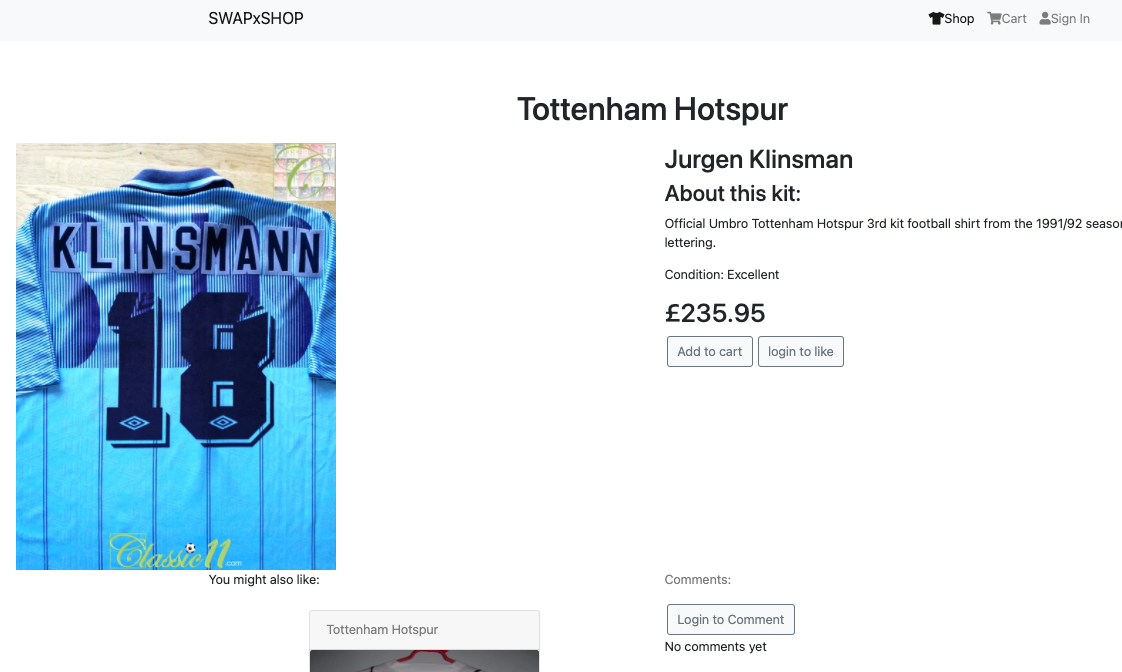 SWAPxSHOP
Shop
Cart
Sign In
Tottenham Hotspur
KLINSMANN
18
Classic11.com
Jurgen Klinsman
About this kit:
Official Umbro Tottenham Hotspur 3rd kit football shirt from the 1991/92 seaso
lettering.
Condition: Excellent
£235.95
Add to cart
login to like
You might also like:
Tottenham Hotspur
Comments:
Login to Comment
No comments yet